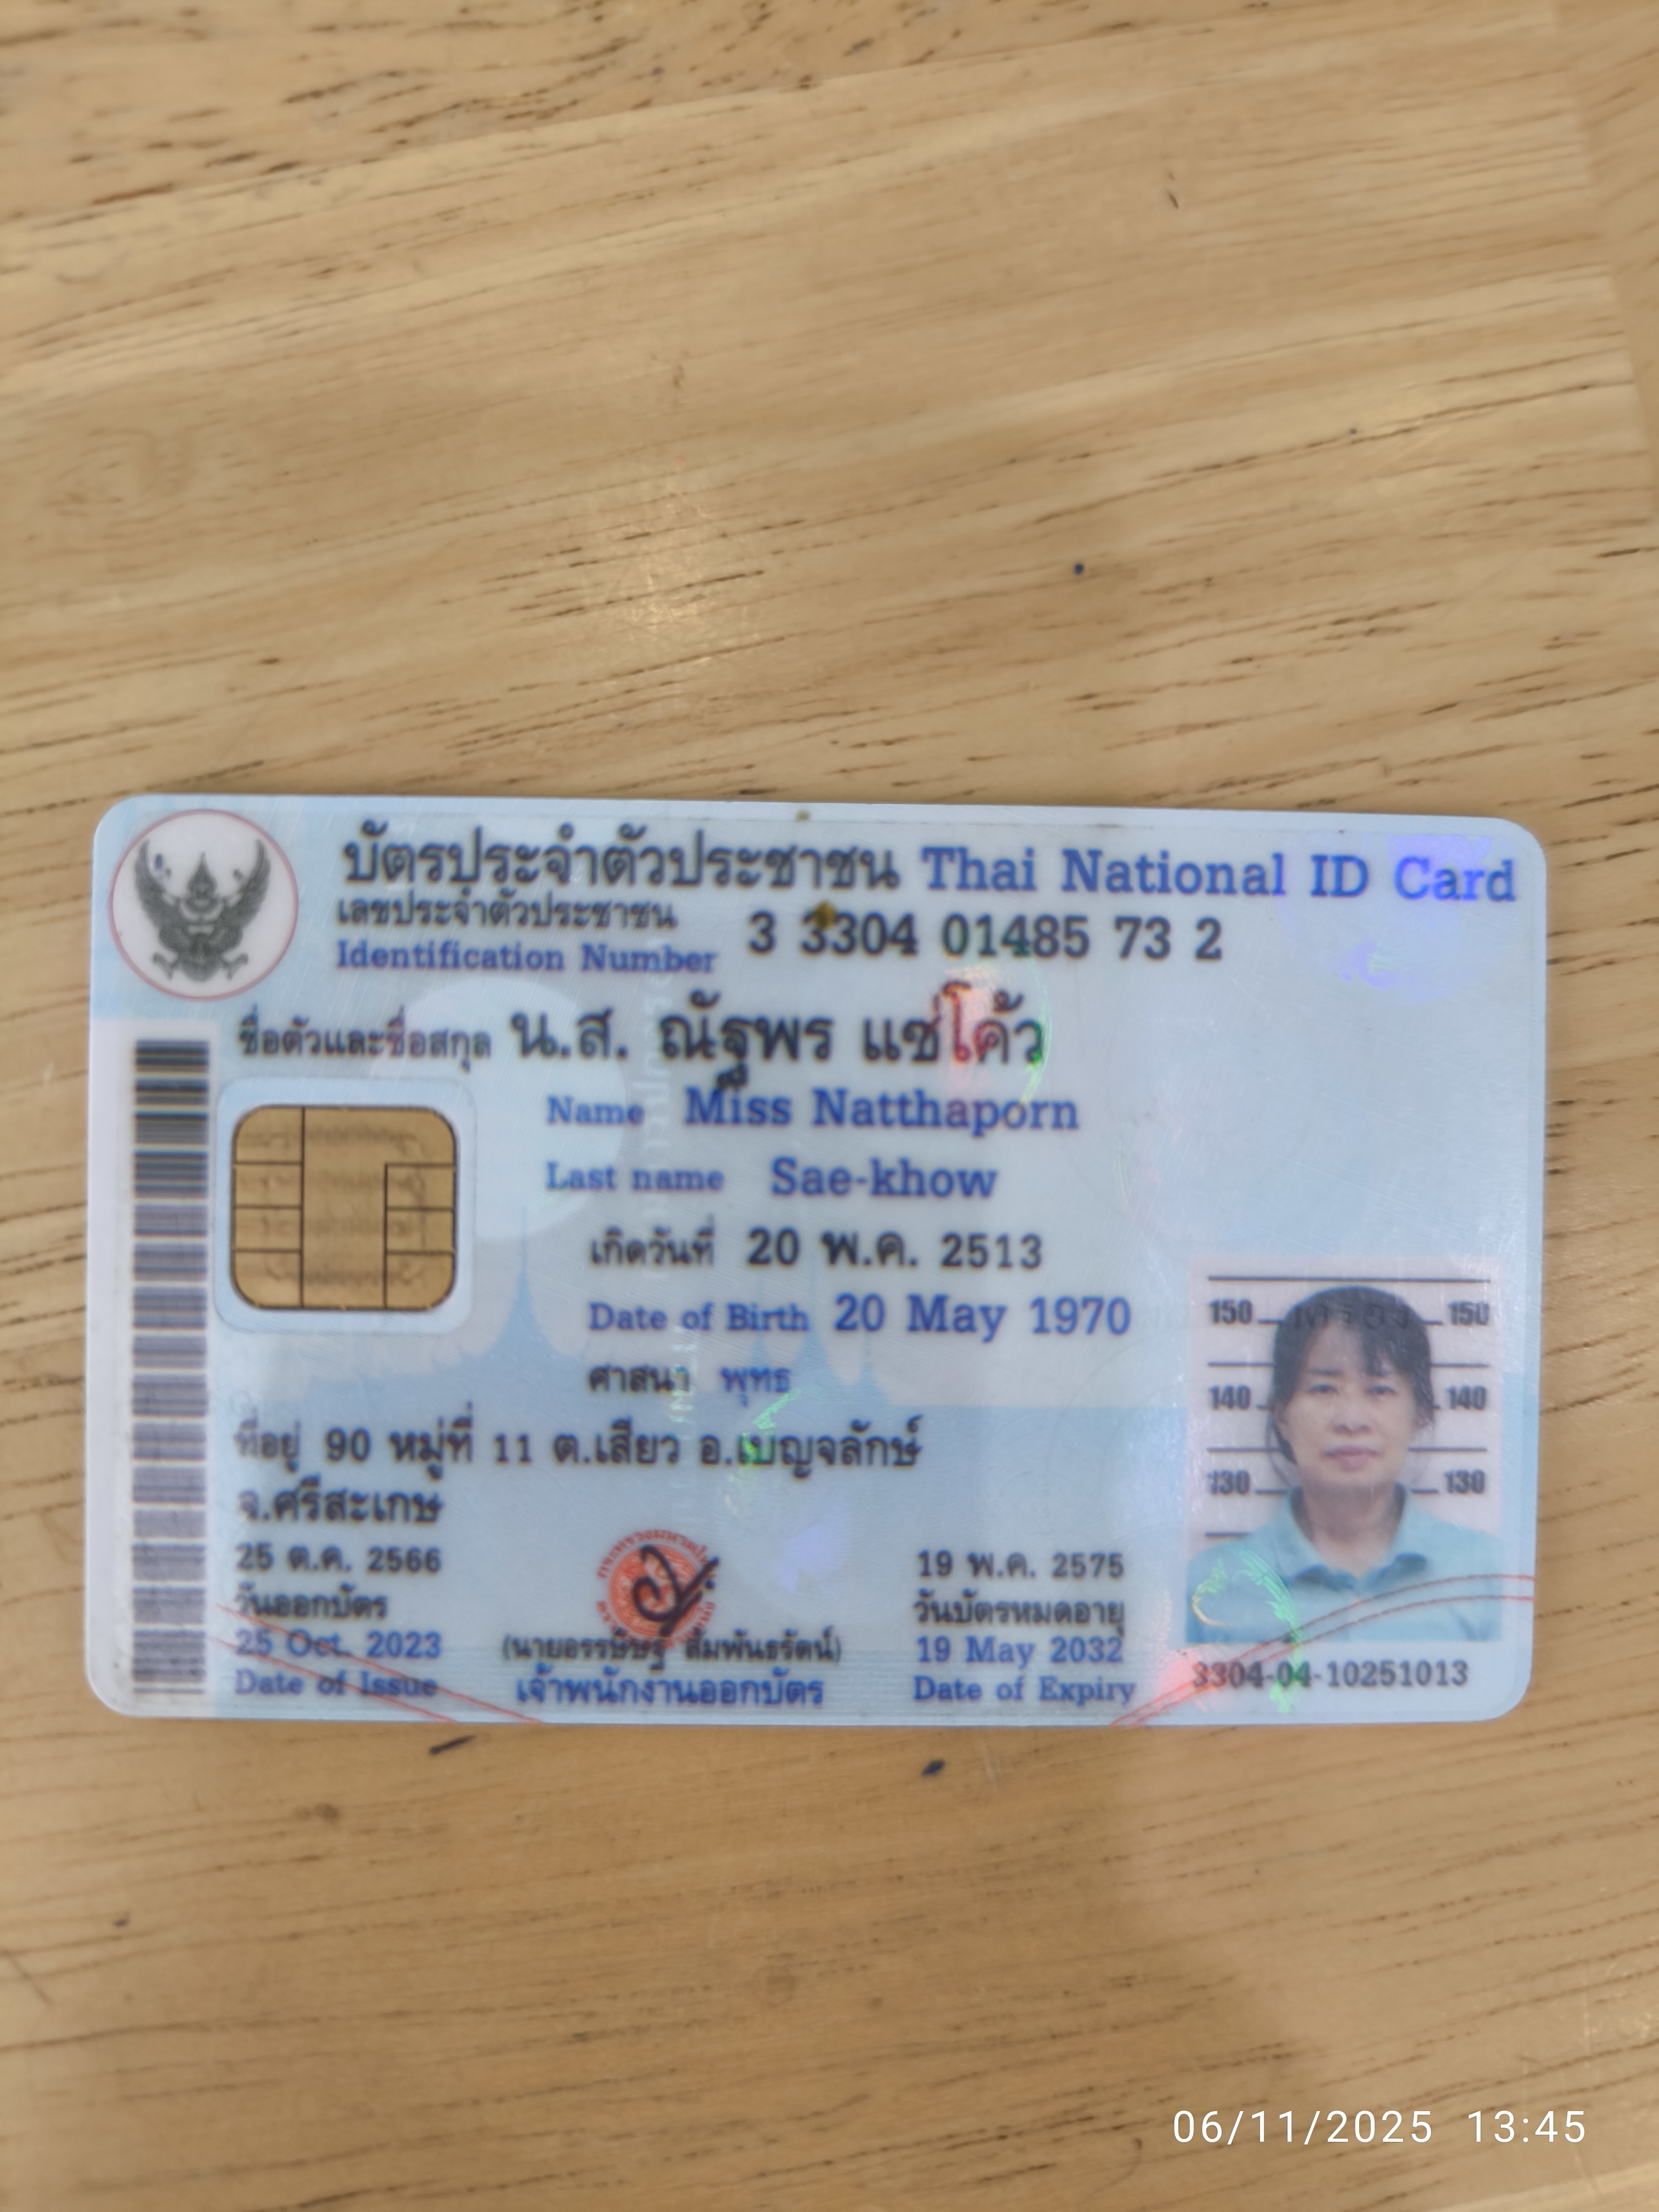 บัตรประจำตัวประชาชน Thai National ID Card
เลขประจำตัวประชาชน
Identification Number 3 3304 01485 73 2
ชื่อตัวและชื่อสกุล น.ส. ณัฐพร แซ่โค้ว
Name Miss Natthaporn
Last name Sae-khow
เกิดวันที่ 20 พ.ค. 2513
Date of Birth 20 May 1970
ศาสนา พุทธ
ที่อยู่ 90 หมู่ที่ 11 ต.เสียว อ.เบญจลักษ์
จ.ศรีสะเกษ
25 ต.ค. 2566
วันออกบัตร
25 Oct. 2023
Date of Issue
เจ้าพนักงานออกบัตร
19 พ.ค. 2575
วันบัตรหมดอายุ
19 May 2032
Date of Expiry
150 150
140 140
130 130
3304-04-10251013
06/11/2025 13:45